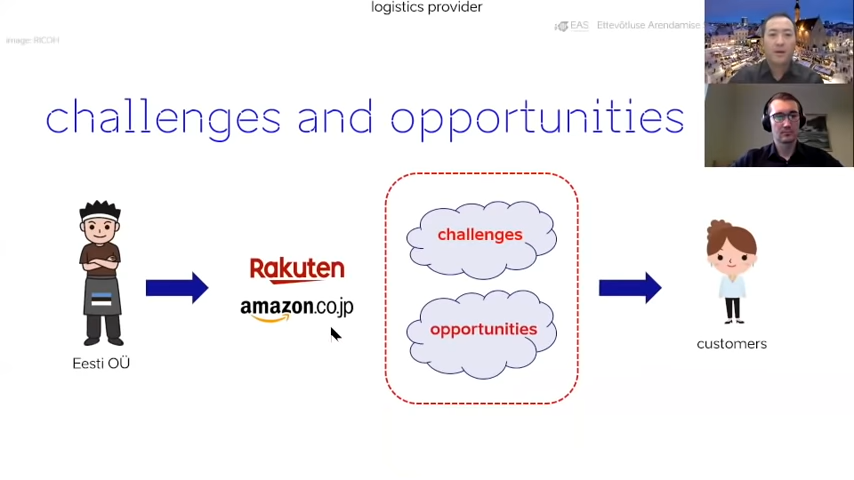 logistics provider
EAS Ettevõtluse Arendamise
image: RICOH
challenges and opportunities
challenges
Rakuten
amazon.co.jp
opportunities
customers
Eesti OÜ